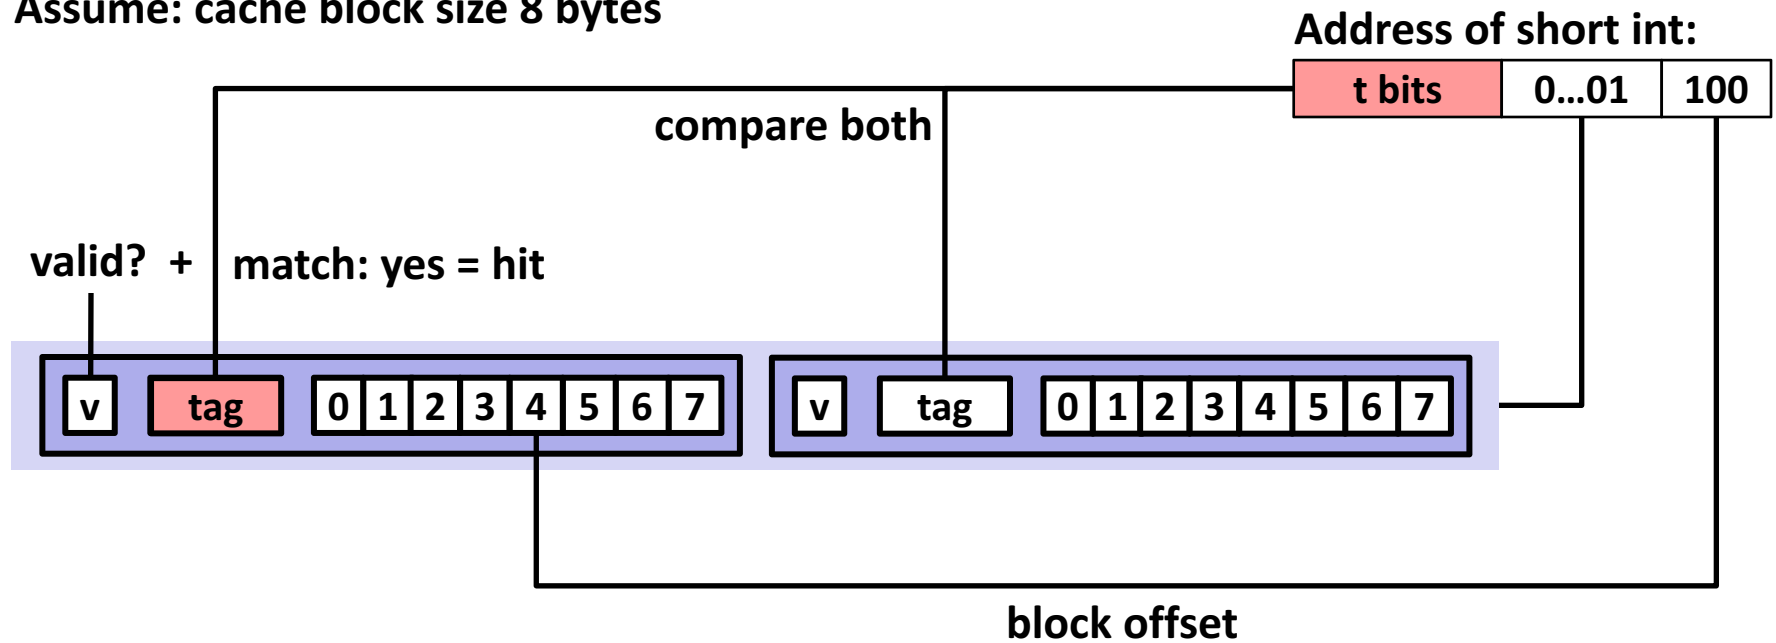 Assume: cache block size 8 bytes
Address of short int:
t bits 0...01 100
compare both
valid? + match: yes = hit
v tag 0 1 2 3 4 5 6 7 v tag 0 1 2 3 4 5 6 7
block offset